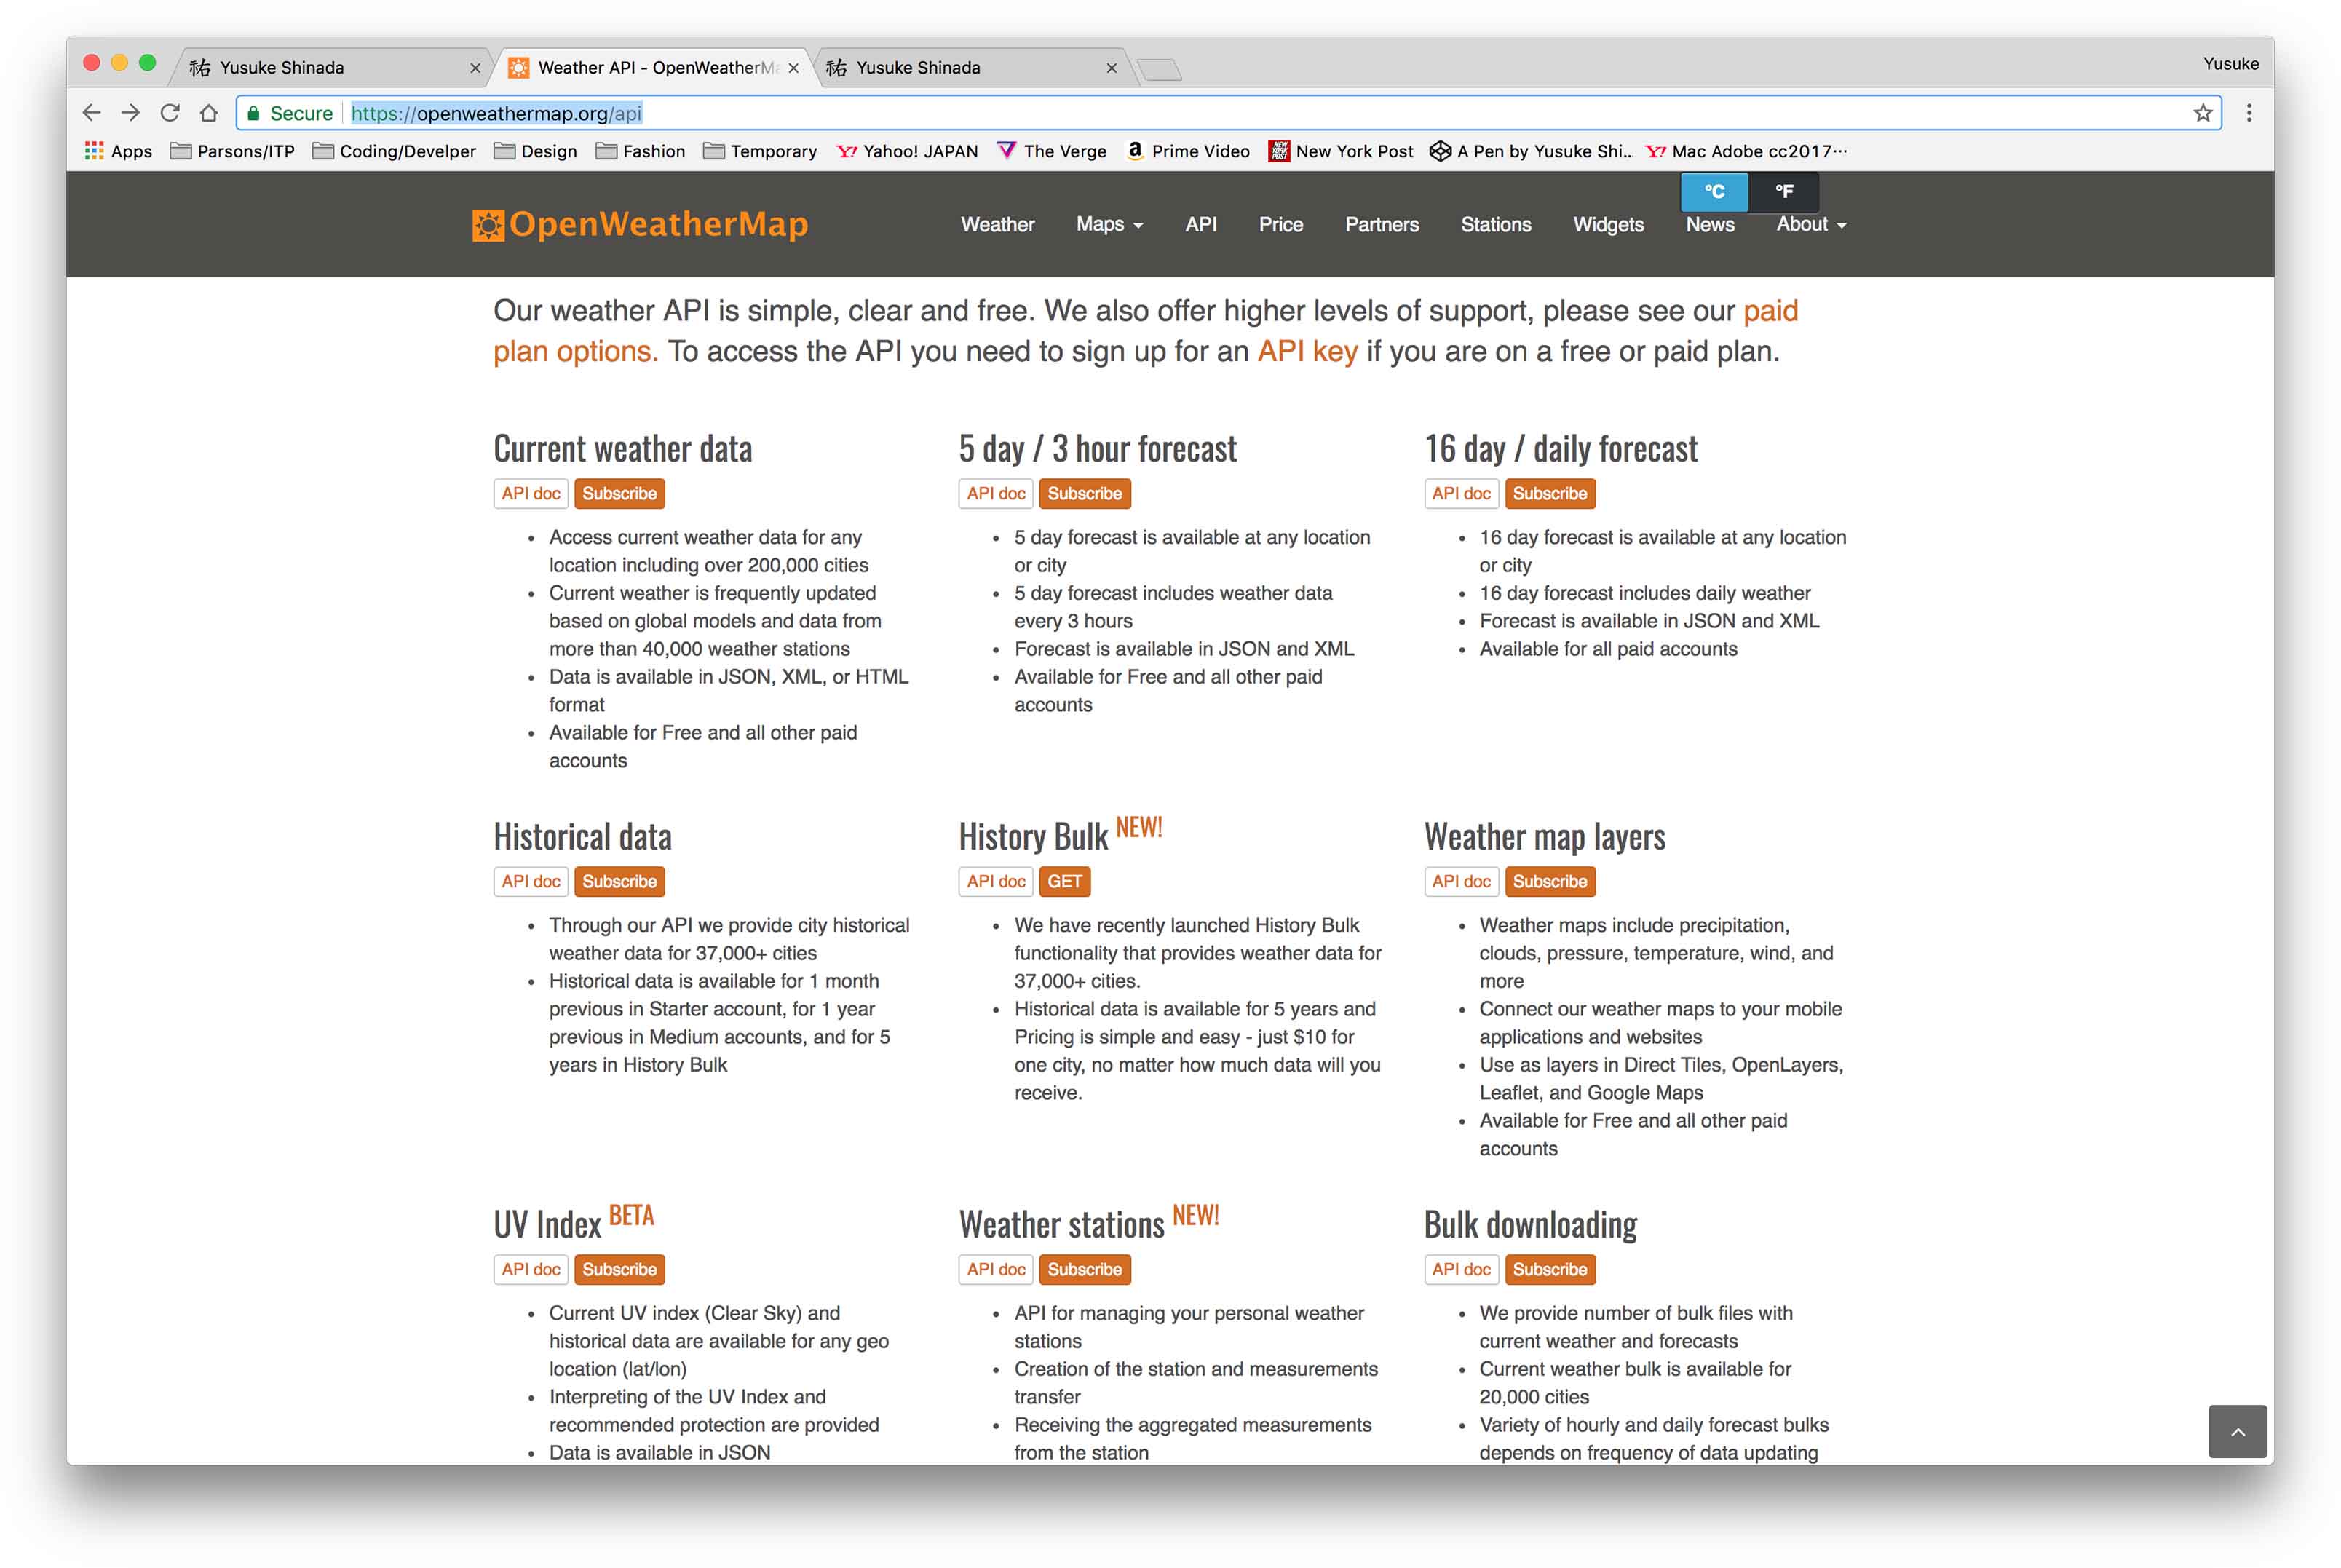 祐 Yusuke Shinada
Weather API - OpenWeatherMa
祐 Yusuke Shinada
Yusuke
Secure https://openweathermap.org/api
Apps Parsons/ITP Coding/Develper Design Fashion Temporary Y! Yahoo! JAPAN The Verge a Prime Video NEW YORK POST New York Post A Pen by Yusuke Shi... Y! Mac Adobe cc2017···
°C °F
OpenWeatherMap Weather Maps API Price Partners Stations Widgets News About
Our weather API is simple, clear and free. We also offer higher levels of support, please see our paid
plan options. To access the API you need to sign up for an API key if you are on a free or paid plan.
Current weather data
API doc Subscribe
• Access current weather data for any
location including over 200,000 cities
• Current weather is frequently updated
based on global models and data from
more than 40,000 weather stations
• Data is available in JSON, XML, or HTML
format
• Available for Free and all other paid
accounts
5 day / 3 hour forecast
API doc Subscribe
• 5 day forecast is available at any location
or city
• 5 day forecast includes weather data
every 3 hours
• Forecast is available in JSON and XML
• Available for Free and all other paid
accounts
16 day / daily forecast
API doc Subscribe
• 16 day forecast is available at any location
or city
• 16 day forecast includes daily weather
• Forecast is available in JSON and XML
• Available for all paid accounts
Historical data
API doc Subscribe
• Through our API we provide city historical
weather data for 37,000+ cities
• Historical data is available for 1 month
previous in Starter account, for 1 year
previous in Medium accounts, and for 5
years in History Bulk
History Bulk NEW!
API doc GET
• We have recently launched History Bulk
functionality that provides weather data for
37,000+ cities.
• Historical data is available for 5 years and
Pricing is simple and easy - just $10 for
one city, no matter how much data will you
receive.
Weather map layers
API doc Subscribe
• Weather maps include precipitation,
clouds, pressure, temperature, wind, and
more
• Connect our weather maps to your mobile
applications and websites
• Use as layers in Direct Tiles, OpenLayers,
Leaflet, and Google Maps
• Available for Free and all other paid
accounts
UV Index BETA
API doc Subscribe
• Current UV index (Clear Sky) and
historical data are available for any geo
location (lat/lon)
• Interpreting of the UV Index and
recommended protection are provided
• Data is available in JSON
Weather stations NEW!
API doc Subscribe
• API for managing your personal weather
stations
• Creation of the station and measurements
transfer
• Receiving the aggregated measurements
from the station
Bulk downloading
API doc Subscribe
• We provide number of bulk files with
current weather and forecasts
• Current weather bulk is available for
20,000 cities
• Variety of hourly and daily forecast bulks
depends on frequency of data updating